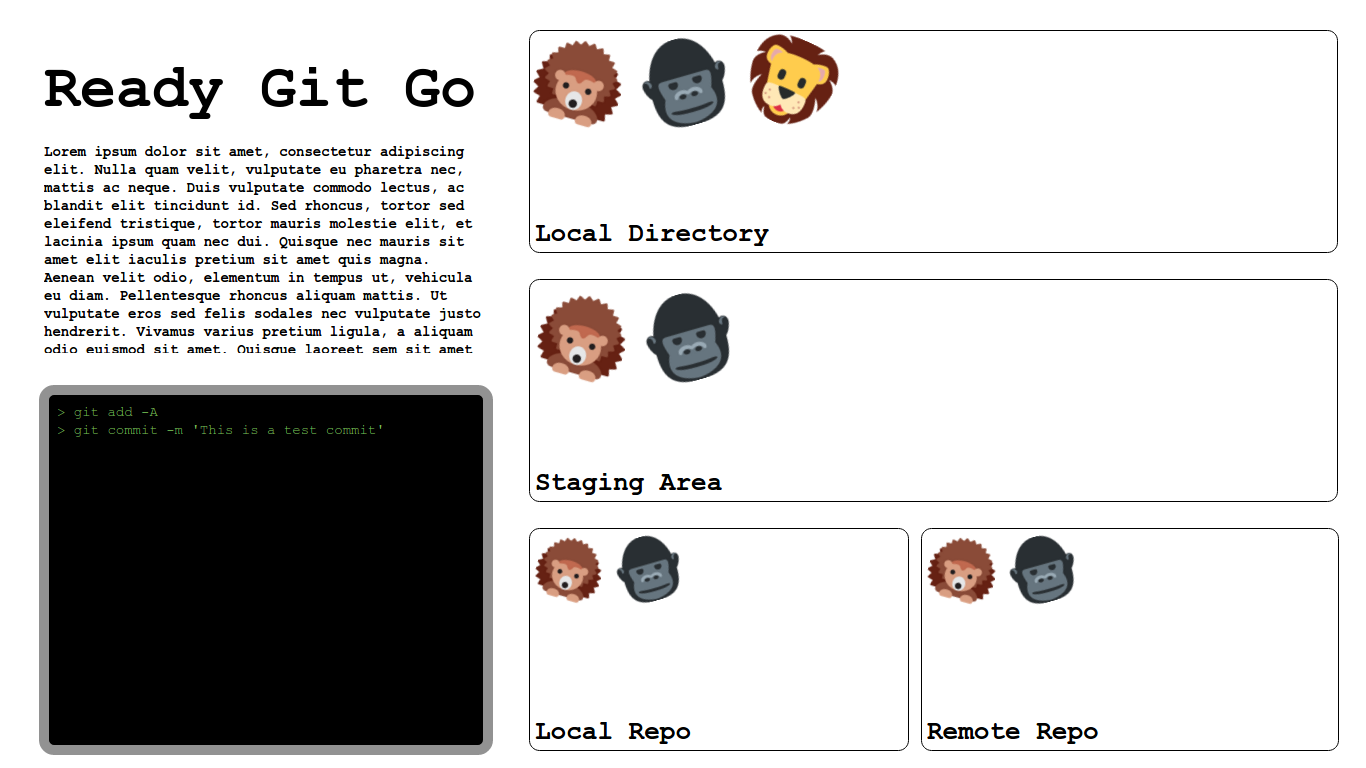 Ready Git Go
Lorem ipsum dolor sit amet, consectetur adipiscing
elit. Nulla quam velit, vulputate eu pharetra nec,
mattis ac neque. Duis vulputate commodo lectus, ac
blandit elit tincidunt id. Sed rhoncus, tortor sed
eleifend tristique, tortor mauris molestie elit, et
lacinia ipsum quam nec dui. Quisque nec mauris sit
amet elit iaculis pretium sit amet quis magna.
Aenean velit odio, elementum in tempus ut, vehicula
eu diam. Pellentesque rhoncus aliquam mattis. Ut
vulputate eros sed felis sodales nec vulputate justo
hendrerit. Vivamus varius pretium ligula, a aliquam
odio euismod sit amet. Quisque laoreet sem sit amet
> git add -A
> git commit -m 'This is a test commit'
Local Directory
Staging Area
Local Repo
Remote Repo